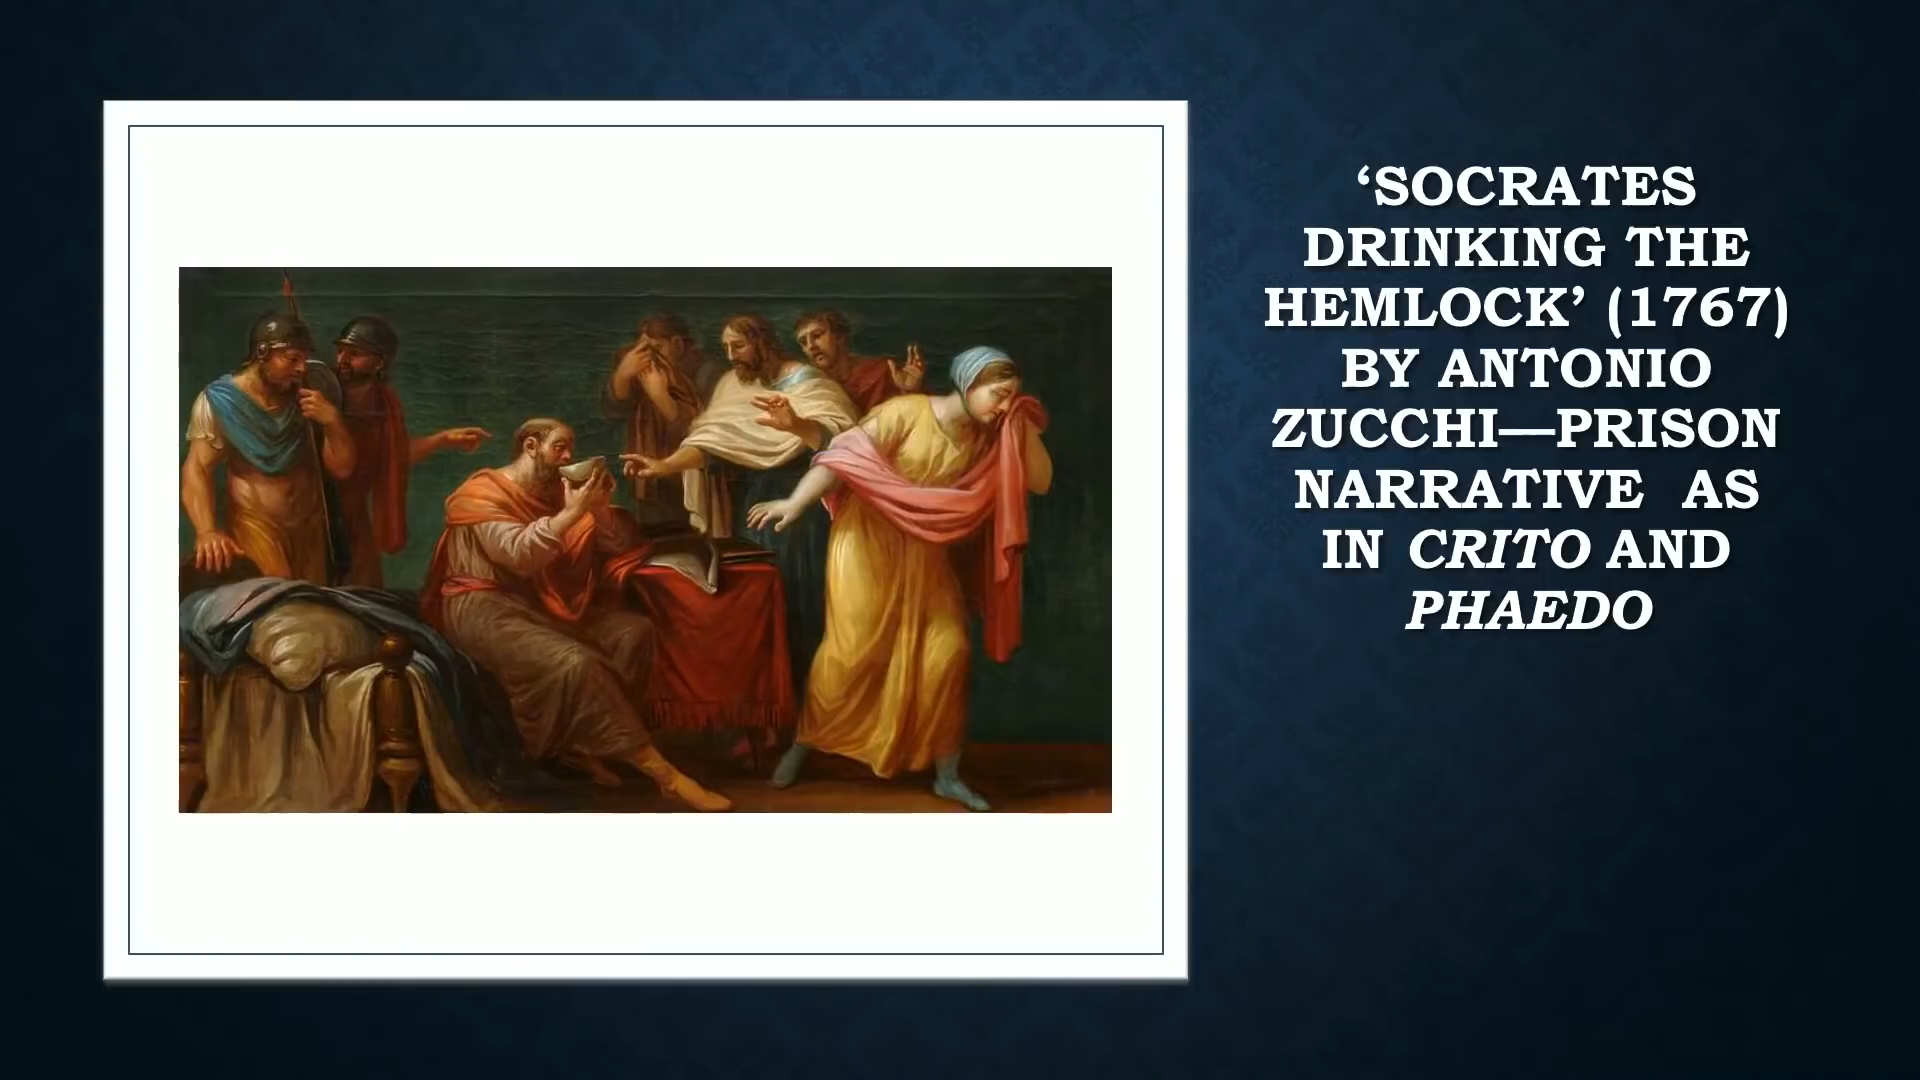 ‘SOCRATES
DRINKING THE
HEMLOCK’ (1767)
BY ANTONIO
ZUCCHI—PRISON
NARRATIVE  AS
IN CRITO AND
PHAEDO